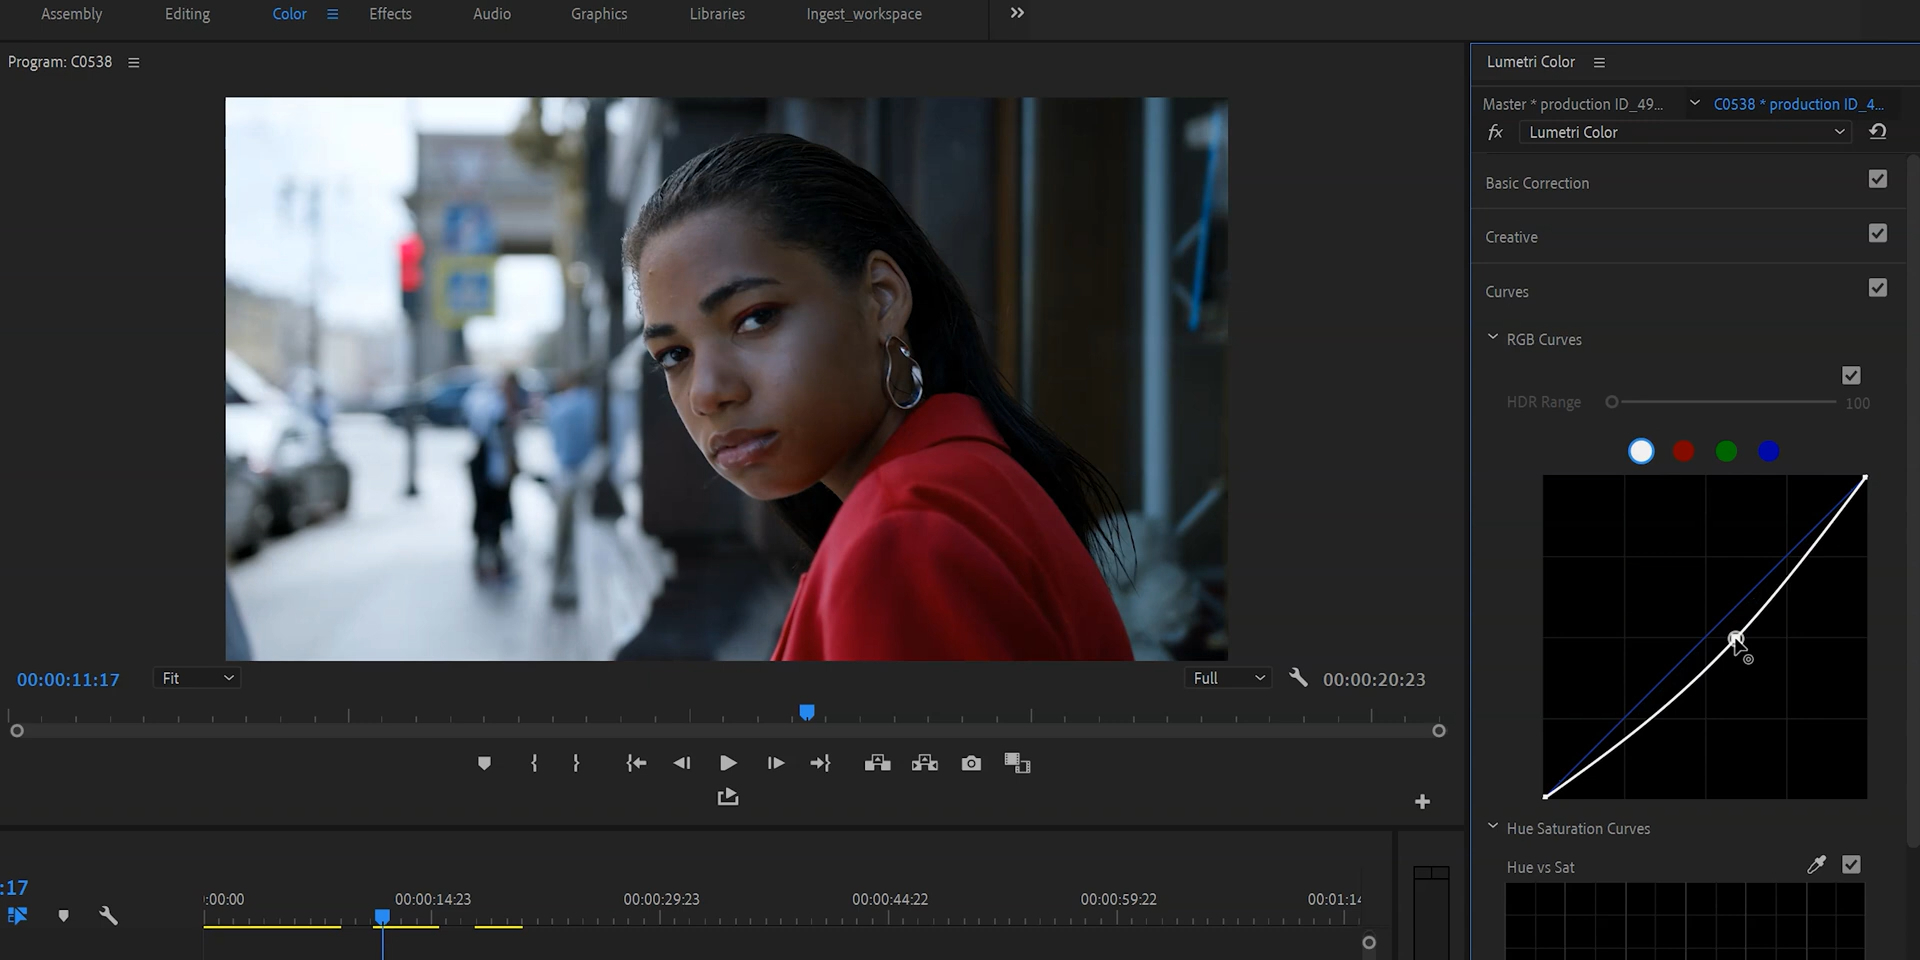 Assembly Editing Color Effects Audio Graphics Libraries Ingest_workspace
Program: C0538
Lumetri Color
Master * production ID_49... C0538 * production ID_4...
fx Lumetri Color
Basic Correction
Creative
Curves
RGB Curves
HDR Range 100
00:00:11:17 Fit Full 00:00:20:23
Hue Saturation Curves
Hue vs Sat
:17
:00:00 00:00:14:23 00:00:29:23 00:00:44:22 00:00:59:22 00:01:14